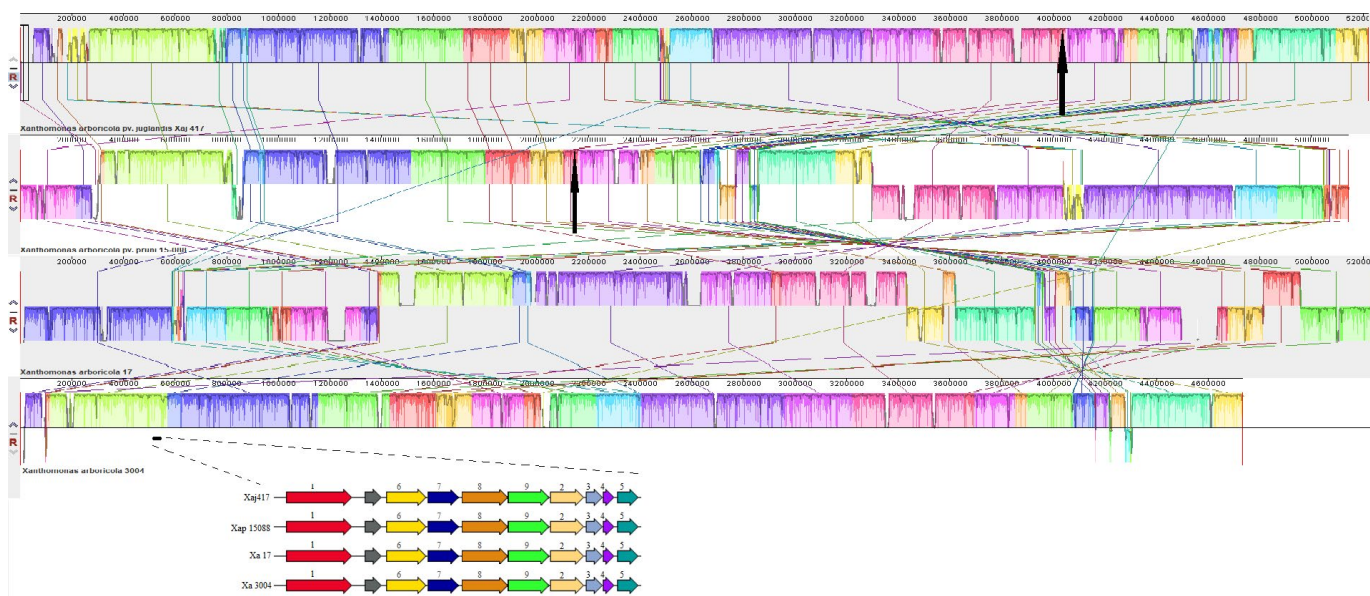 200000 400000 600000 800000 1000000 1200000 1400000 1600000 1800000 2000000 2200000 2400000 2600000 2800000 3000000 3200000 3400000 3600000 3800000 4000000 4200000 4400000 4600000 4800000 5000000
R
Xanthomonas arboricola pv. juglandis Xaj 417
R
Xanthomonas arboricola pv. pruni 15-088
200000 400000 600000 800000 1000000 1200000 1400000 1600000 1800000 2000000 2200000 2400000 2600000 2800000 3000000 3200000 3400000 3600000 3800000 4000000 4200000
R
Xanthomonas arboricola 17
200000 400000 600000 800000 1000000 1200000 1400000 1600000 1800000 2000000 2200000 2400000 2600000 2800000 3000000 3200000 3400000 3600000 3800000 4000000 4200000 4400000 4600000
R
Xanthomonas arboricola 3004
Xaj417 1 6 7 8 9 2 3 4 5
Xap 15088 1 6 7 8 9 2 3 4 5
Xa 17 1 6 7 8 9 2 3 4 5
Xa 3004 1 6 7 8 9 2 3 4 5